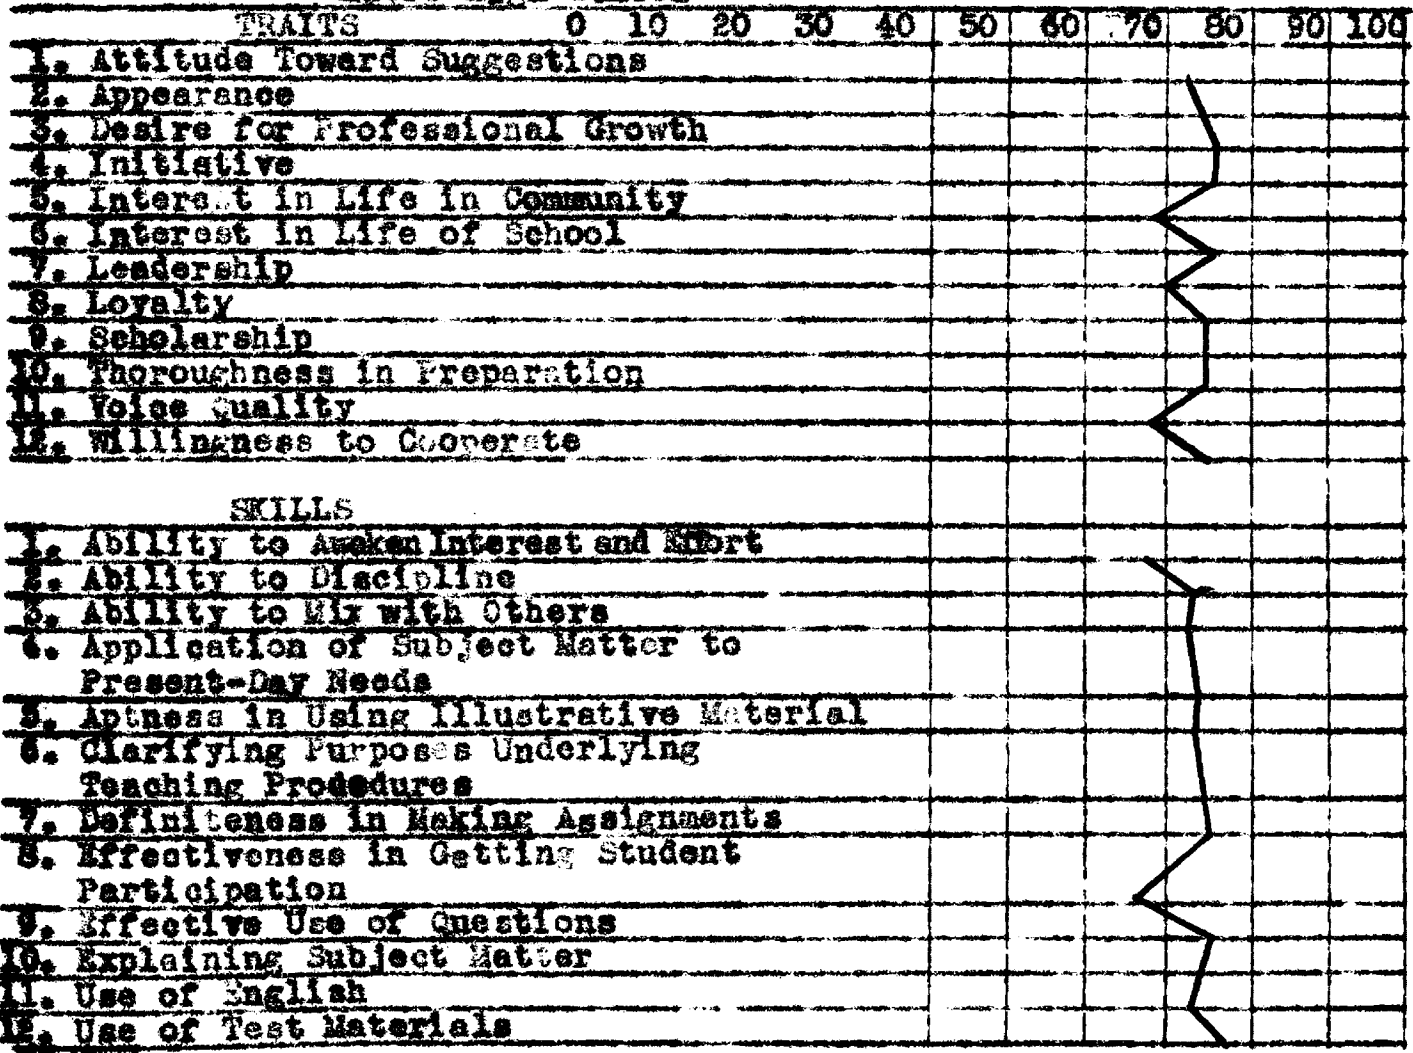 TRAITS 0 10 20 30 40 50 60 70 80 90 100
1. Attitude Toward Suggestions
2. Appearance
3. Desire for Professional Growth
4. Initiative
5. Interest in Life in Community
6. Interest in Life of School
7. Leadership
8. Loyalty
9. Scholarship
10. Thoroughness in Preparation
11. Voice Quality
12. Willingness to Cooperate
SKILLS
1. Ability to Awaken Interest and Effort
2. Ability to Discipline
3. Ability to Mix with Others
4. Application of Subject Matter to
Present-Day Needs
5. Aptness in Using Illustrative Material
6. Clarifying Purposes Underlying
Teaching Prodedures
7. Definiteness in Making Assignments
8. Effectiveness in Getting Student
Participation
9. Effective Use of Questions
10. Explaining Subject Matter
11. Use of English
12. Use of Test Materials